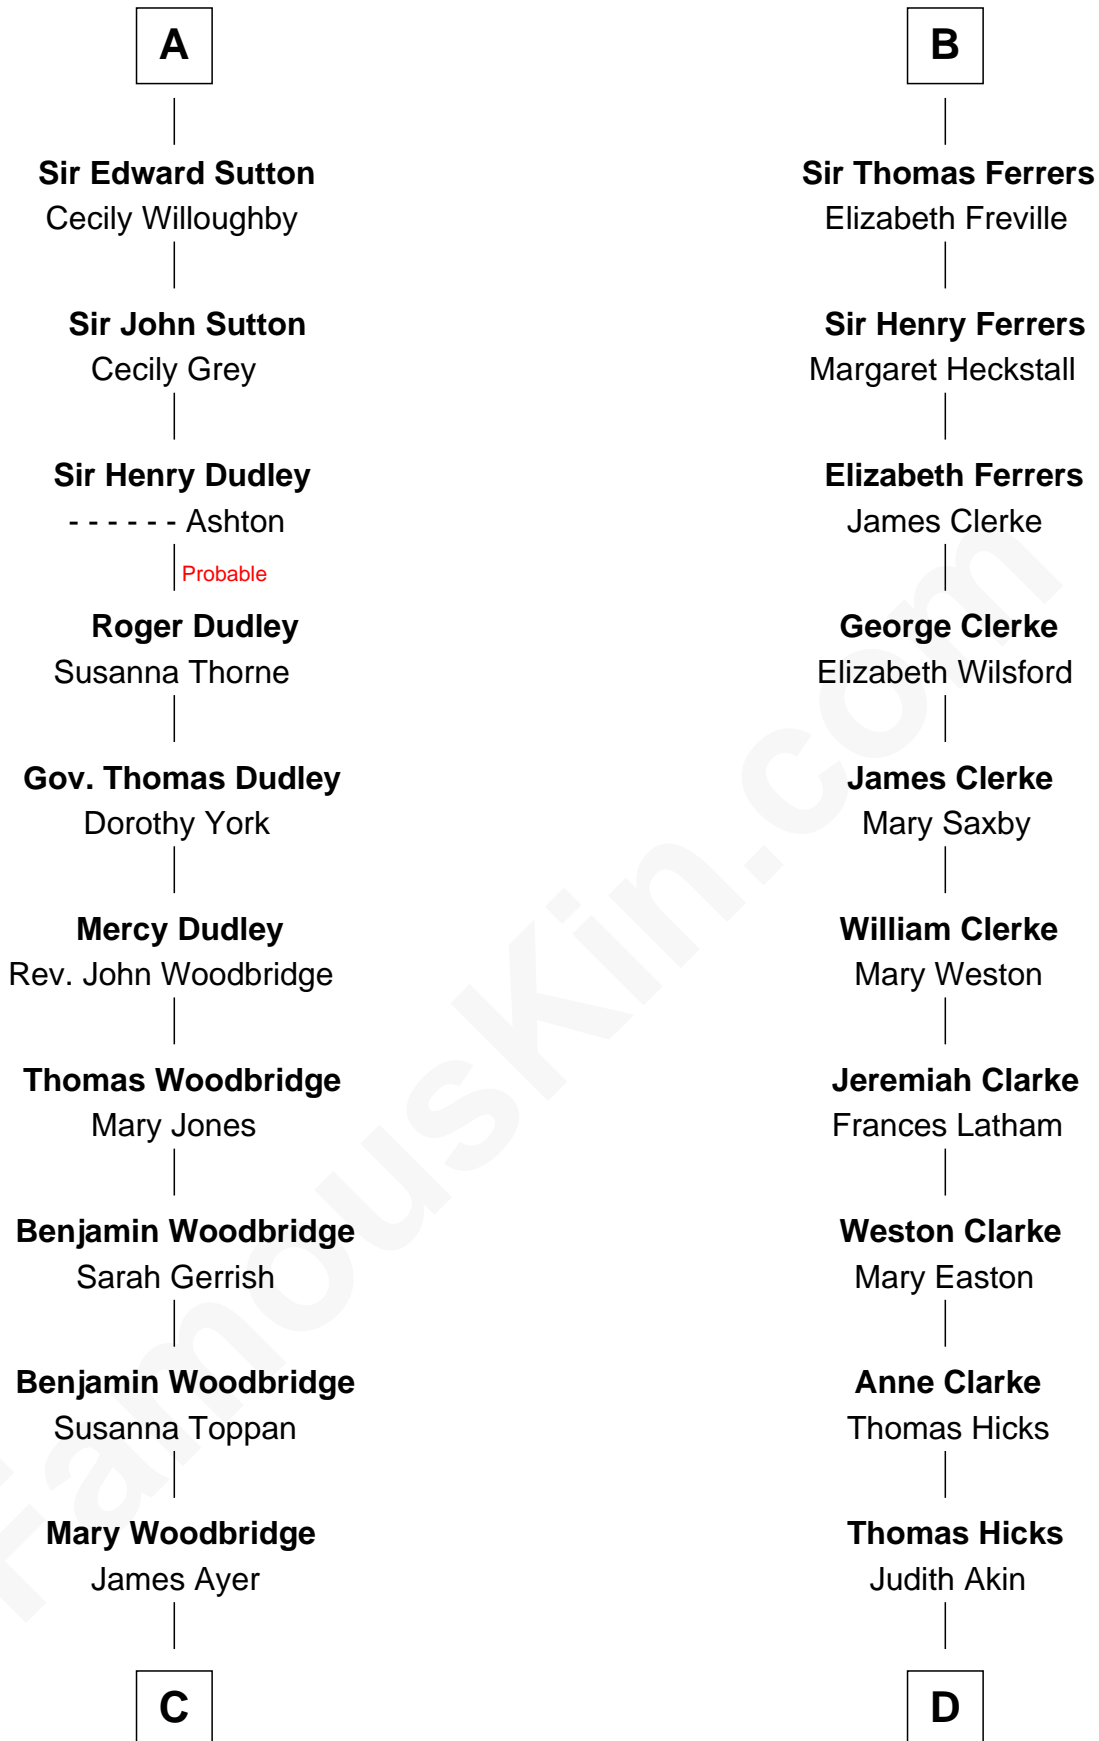 A
Sir Edward Sutton
Cecily Willoughby
Sir John Sutton
Cecily Grey
Sir Henry Dudley
- - - - - - Ashton
Probable
Roger Dudley
Susanna Thorne
Gov. Thomas Dudley
Dorothy York
Mercy Dudley
Rev. John Woodbridge
Thomas Woodbridge
Mary Jones
Benjamin Woodbridge
Sarah Gerrish
Benjamin Woodbridge
Susanna Toppan
Mary Woodbridge
James Ayer
C
B
Sir Thomas Ferrers
Elizabeth Freville
Sir Henry Ferrers
Margaret Heckstall
Elizabeth Ferrers
James Clerke
George Clerke
Elizabeth Wilsford
James Clerke
Mary Saxby
William Clerke
Mary Weston
Jeremiah Clarke
Frances Latham
Weston Clarke
Mary Easton
Anne Clarke
Thomas Hicks
Thomas Hicks
Judith Akin
D
FamousKin.com